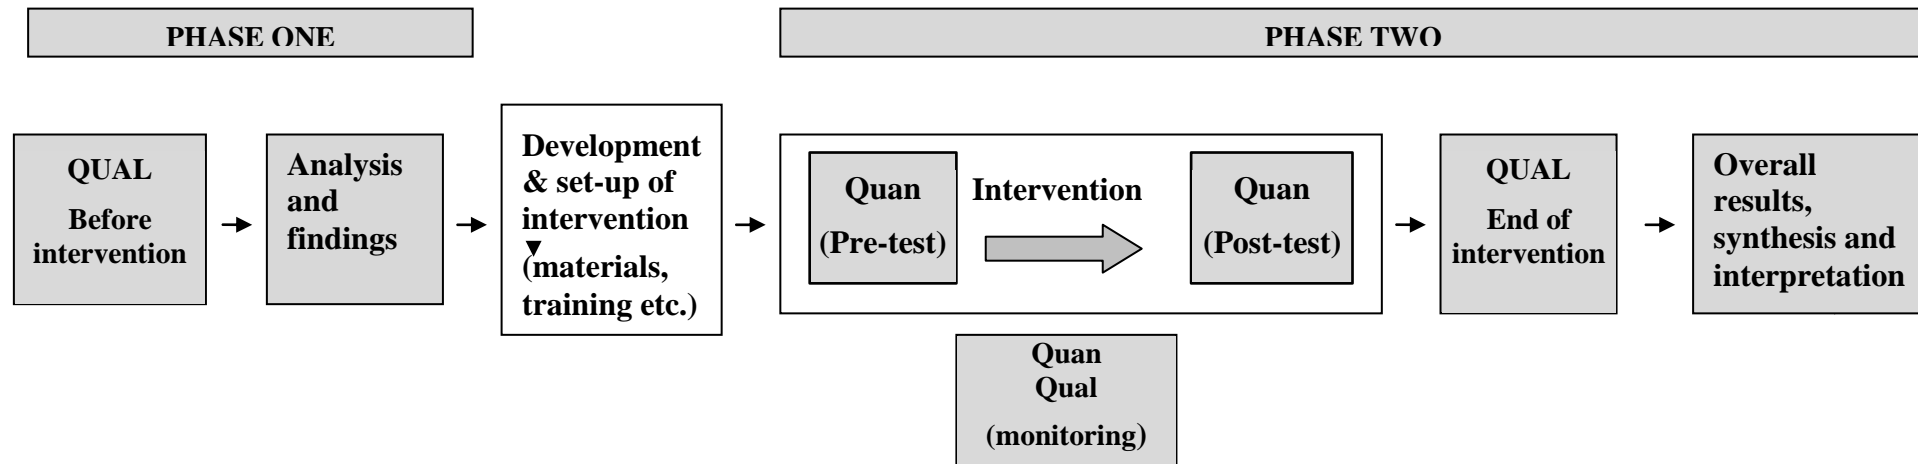 PHASE ONE
PHASE TWO
QUAL
Before
intervention
Analysis
and
findings
Development
& set-up of
intervention
(materials,
training etc.)
Quan
(Pre-test)
Intervention
Quan
(Post-test)
QUAL
End of
intervention
Overall
results,
synthesis and
interpretation
Quan
Qual
(monitoring)